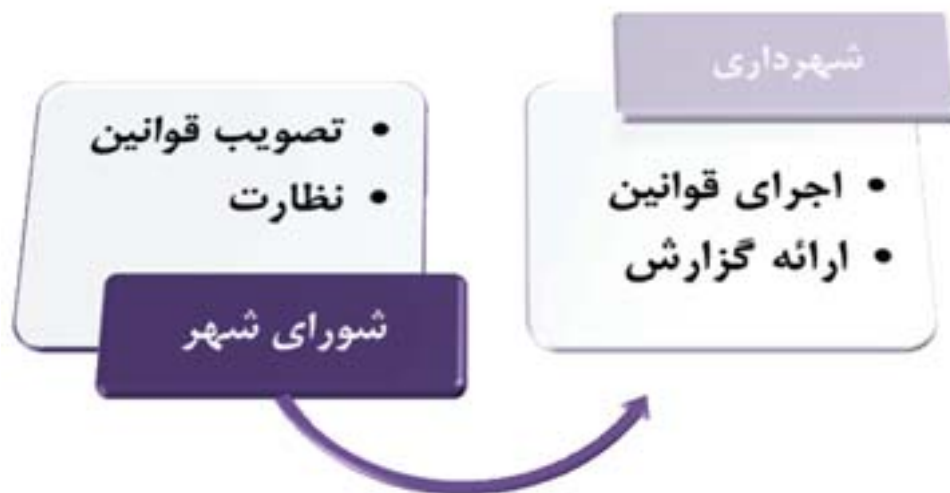 شهرداری
• اجرای قوانین
• ارائه گزارش
• تصویب قوانین
• نظارت
شورای شهر